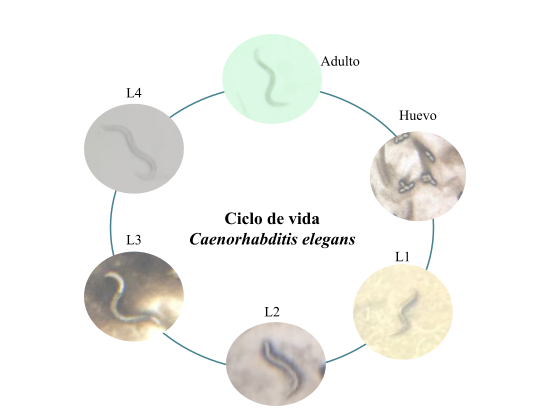 Adulto
Huevo
L1
L2
L3
L4
Ciclo de vida
Caenorhabditis elegans